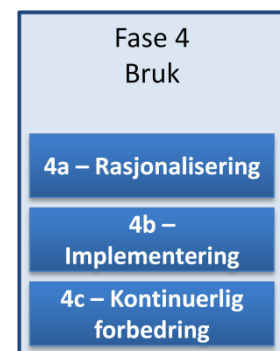 Fase 4
Bruk
4a – Rasjonalisering
4b –
Implementering
4c – Kontinuerlig
forbedring